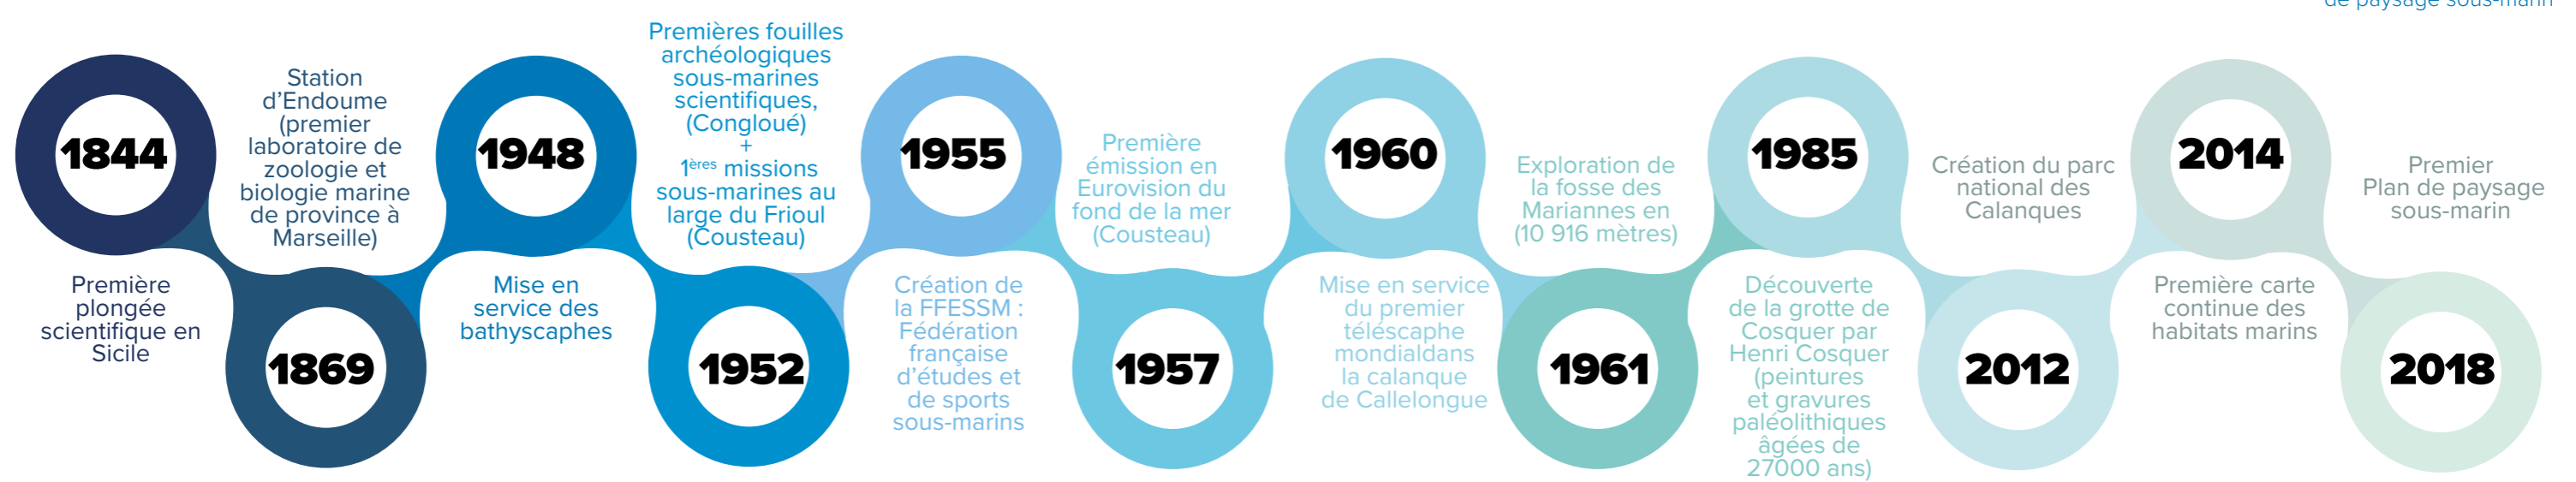 de paysage sous-marin
1844
Première
plongée
scientifique en
Sicile
Station
d’Endoume
(premier
laboratoire de
zoologie et
biologie marine
de province à
Marseille)
1869
1948
Mise en
service des
bathyscaphes
Premières fouilles
archéologiques
sous-marines
scientifiques,
(Congloué)
+
1ères missions
sous-marines au
large du Frioul
(Cousteau)
1952
1955
Création de
la FFESSM :
Fédération
française
d’études et
de sports
sous-marins
Première
émission en
Eurovision du
fond de la mer
(Cousteau)
1957
1960
Mise en service
du premier
téléscaphe
mondialdans
la calanque
de Callelongue
Exploration de
la fosse des
Mariannes en
(10 916 mètres)
1961
1985
Découverte
de la grotte de
Cosquer par
Henri Cosquer
(peintures
et gravures
paléolithiques
âgées de
27000 ans)
Création du parc
national des
Calanques
2012
2014
Première carte
continue des
habitats marins
Premier
Plan de paysage
sous-marin
2018